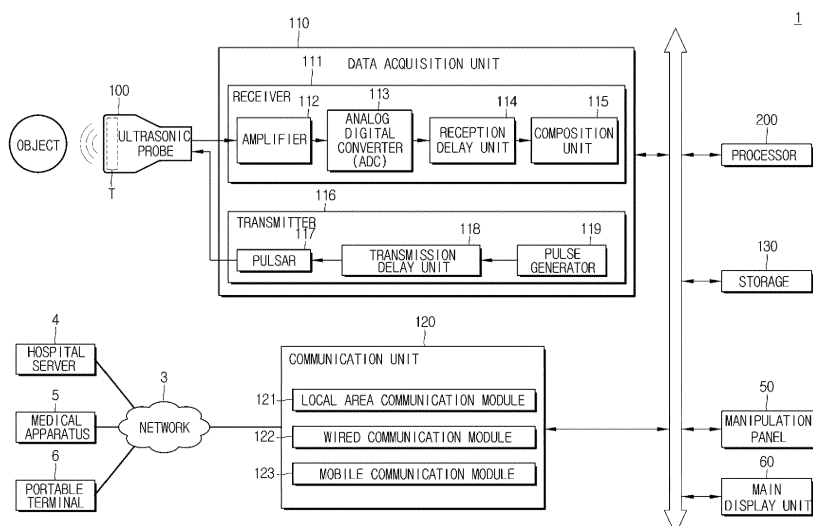 1
110
DATA ACQUISITION UNIT
111
RECEIVER
112
113
114
115
AMPLIFIER
ANALOG
DIGITAL
CONVERTER
(ADC)
RECEPTION
DELAY UNIT
COMPOSITION
UNIT
100
OBJECT
ULTRASONIC
PROBE
T
116
TRANSMITTER
117
118
119
PULSAR
TRANSMISSION
DELAY UNIT
PULSE
GENERATOR
200
PROCESSOR
130
STORAGE
4
HOSPITAL
SERVER
5
MEDICAL
APPARATUS
6
PORTABLE
TERMINAL
3
NETWORK
120
COMMUNICATION UNIT
121
LOCAL AREA COMMUNICATION MODULE
122
WIRED COMMUNICATION MODULE
123
MOBILE COMMUNICATION MODULE
50
MANIPULATION
PANEL
60
MAIN
DISPLAY UNIT